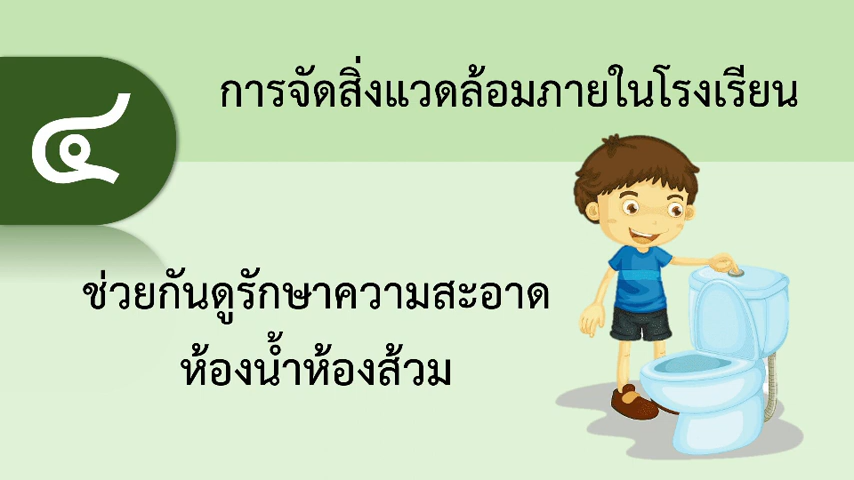 ๔
การจัดสิ่งแวดล้อมภายในโรงเรียน
ช่วยกันดูรักษาความสะอาด
ห้องน้ำห้องส้วม